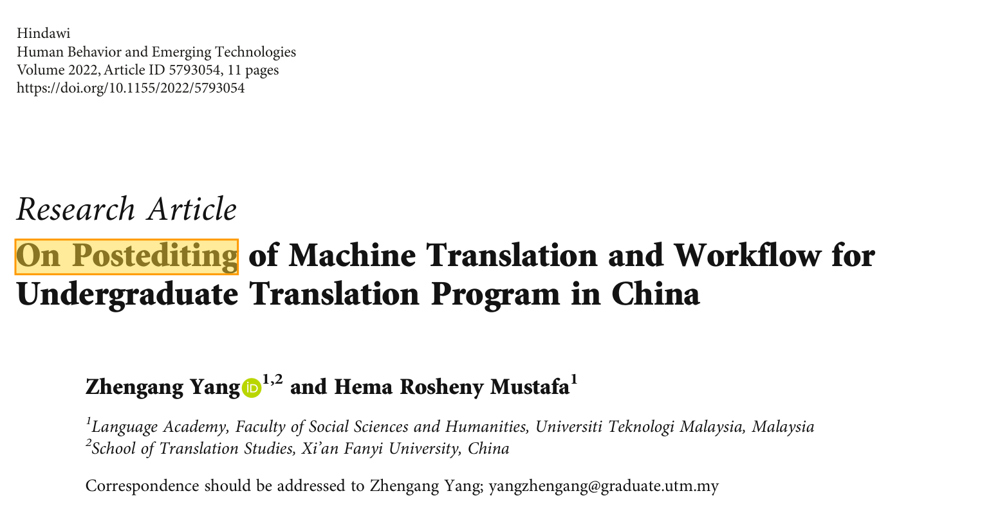 Hindawi
Human Behavior and Emerging Technologies
Volume 2022, Article ID 5793054, 11 pages
https://doi.org/10.1155/2022/5793054
Research Article
On Postediting of Machine Translation and Workflow for
Undergraduate Translation Program in China
Zhengang Yang iD 1,2 and Hema Rosheny Mustafa1
1Language Academy, Faculty of Social Sciences and Humanities, Universiti Teknologi Malaysia, Malaysia
2School of Translation Studies, Xi’an Fanyi University, China
Correspondence should be addressed to Zhengang Yang; yangzhengang@graduate.utm.my